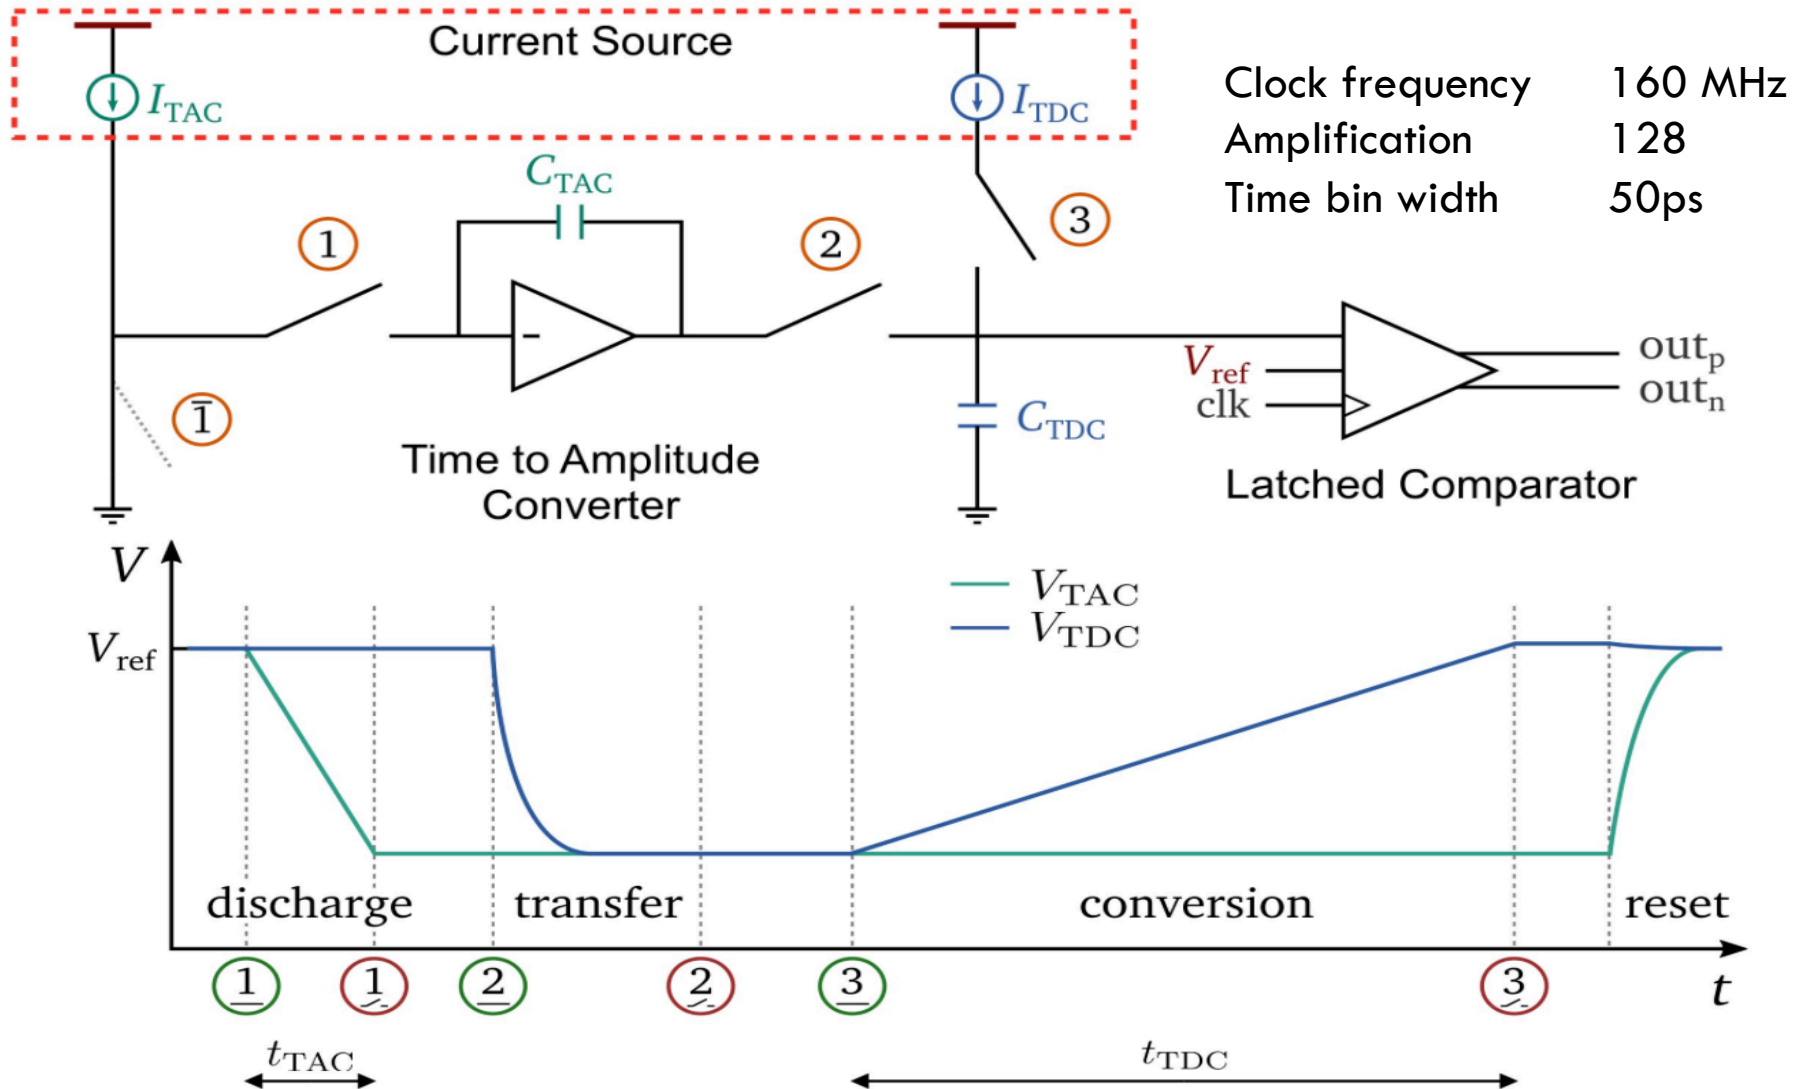 Current Source
I_TAC
I_TDC
Clock frequency 160 MHz
Amplification 128
Time bin width 50ps
C_TAC
1
2
3
1̅
V_ref
clk
out_p
out_n
C_TDC
Time to Amplitude
Converter
Latched Comparator
V
V_TAC
V_TDC
V_ref
discharge
transfer
conversion
reset
1
1
2
2
3
3
t
t_TAC
t_TDC